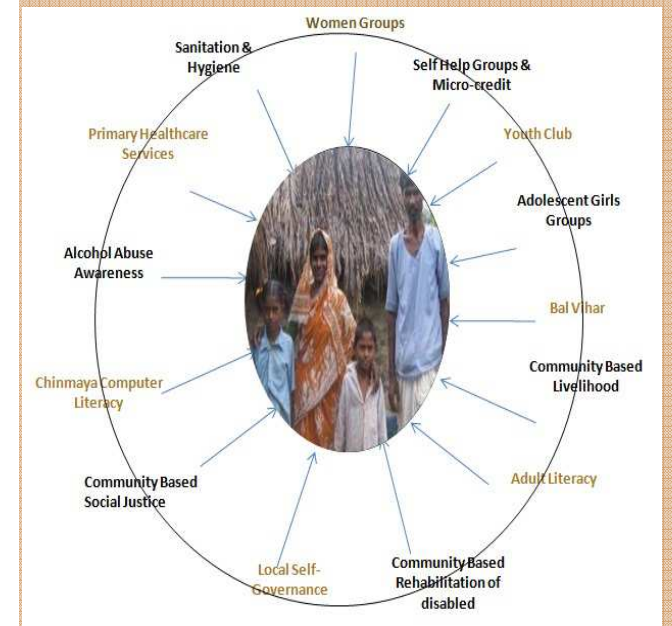 Women Groups
Sanitation &
Hygiene
Self Help Groups &
Micro-credit
Primary Healthcare
Services
Youth Club
Adolescent Girls
Groups
Alcohol Abuse
Awareness
Bal Vihar
Community Based
Livelihood
Chinmaya Computer
Literacy
Adult Literacy
Community Based
Social Justice
Local Self-
Governance
Community Based
Rehabilitation of
disabled